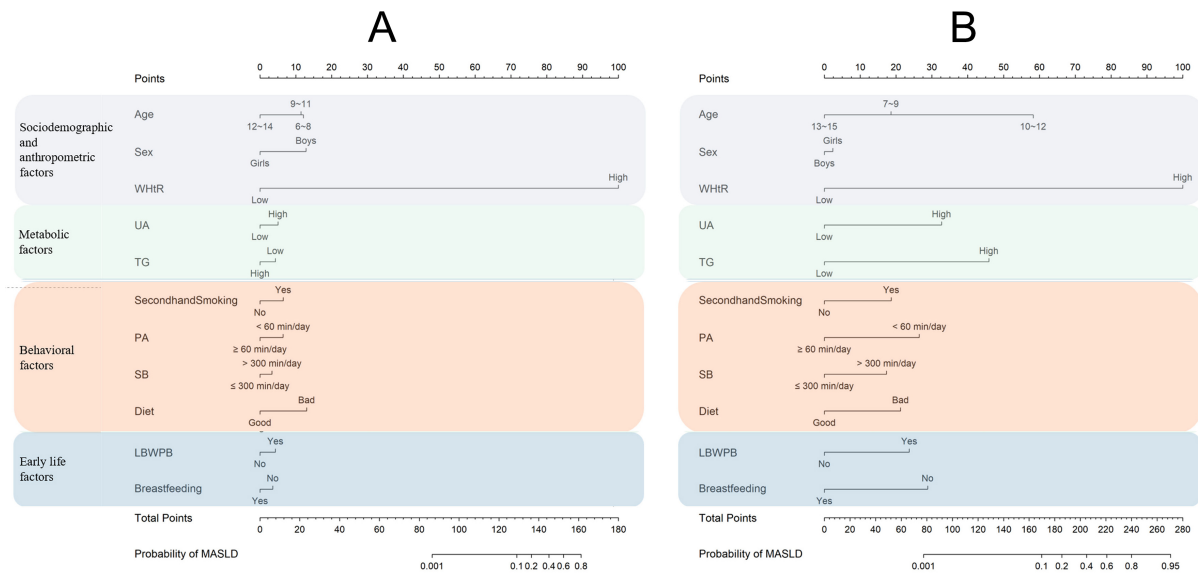 A
Points
0 10 20 30 40 50 60 70 80 90 100
Sociodemographic
and
anthropometric
factors
9~11
Age
12~14 6~8
Boys
Sex
Girls
High
WHtR
Low
Metabolic
factors
High
UA
Low
Low
TG
High
Behavioral
factors
Yes
SecondhandSmoking
No
< 60 min/day
PA
≥ 60 min/day
> 300 min/day
SB
≤ 300 min/day
Bad
Diet
Good
Early life
factors
Yes
LBWPB
No
No
Breastfeeding
Yes
Total Points
0 20 40 60 80 100 120 140 160 180
Probability of MASLD
0.001 0.1 0.2 0.4 0.6 0.8
B
Points
0 10 20 30 40 50 60 70 80 90 100
7~9
Age
13~15 10~12
Girls
Sex
Boys
High
WHtR
Low
High
UA
Low
High
TG
Low
Yes
SecondhandSmoking
No
< 60 min/day
PA
≥ 60 min/day
> 300 min/day
SB
≤ 300 min/day
Bad
Diet
Good
Yes
LBWPB
No
No
Breastfeeding
Yes
Total Points
0 20 40 60 80 100 120 140 160 180 200 220 240 260 280
Probability of MASLD
0.001 0.1 0.2 0.4 0.6 0.8 0.95